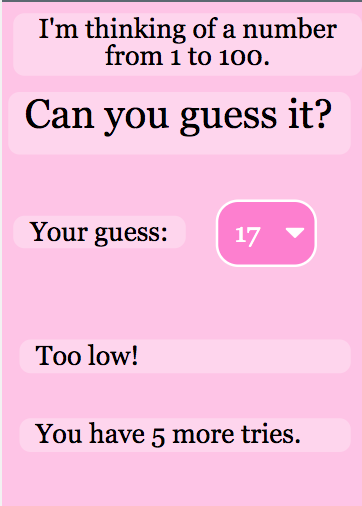 I'm thinking of a number
from 1 to 100.
Can you guess it?
Your guess: 17
Too low!
You have 5 more tries.